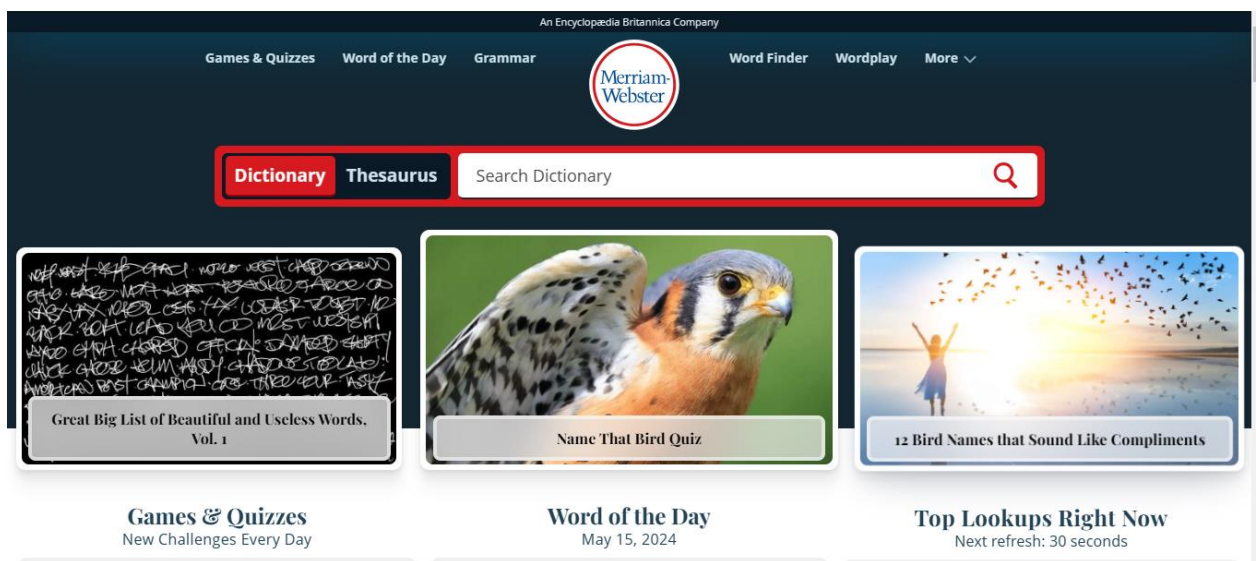 An Encyclopædia Britannica Company
Games & Quizzes Word of the Day Grammar Merriam-Webster Word Finder Wordplay More
Dictionary Thesaurus Search Dictionary
Great Big List of Beautiful and Useless Words,
Vol. 1
Name That Bird Quiz
12 Bird Names that Sound Like Compliments
Games & Quizzes
New Challenges Every Day
Word of the Day
May 15, 2024
Top Lookups Right Now
Next refresh: 30 seconds